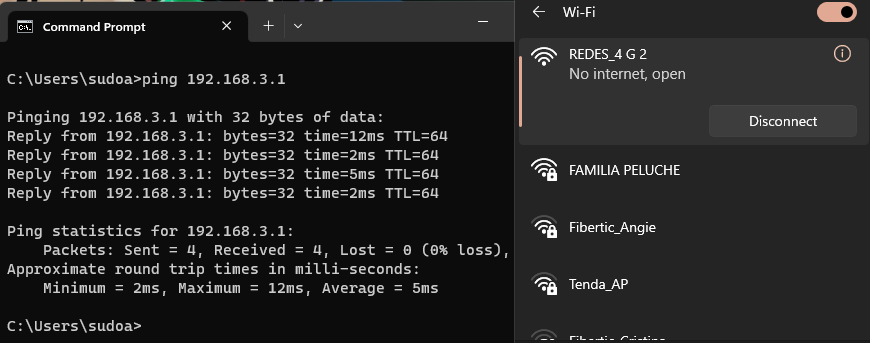 Command Prompt
C:\Users\sudoa>ping 192.168.3.1
Pinging 192.168.3.1 with 32 bytes of data:
Reply from 192.168.3.1: bytes=32 time=12ms TTL=64
Reply from 192.168.3.1: bytes=32 time=2ms TTL=64
Reply from 192.168.3.1: bytes=32 time=5ms TTL=64
Reply from 192.168.3.1: bytes=32 time=2ms TTL=64
Ping statistics for 192.168.3.1:
Packets: Sent = 4, Received = 4, Lost = 0 (0% loss),
Approximate round trip times in milli-seconds:
Minimum = 2ms, Maximum = 12ms, Average = 5ms
C:\Users\sudoa>
Wi-Fi
REDES_4 G 2
No internet, open
Disconnect
FAMILIA PELUCHE
Fibertic_Angie
Tenda_AP